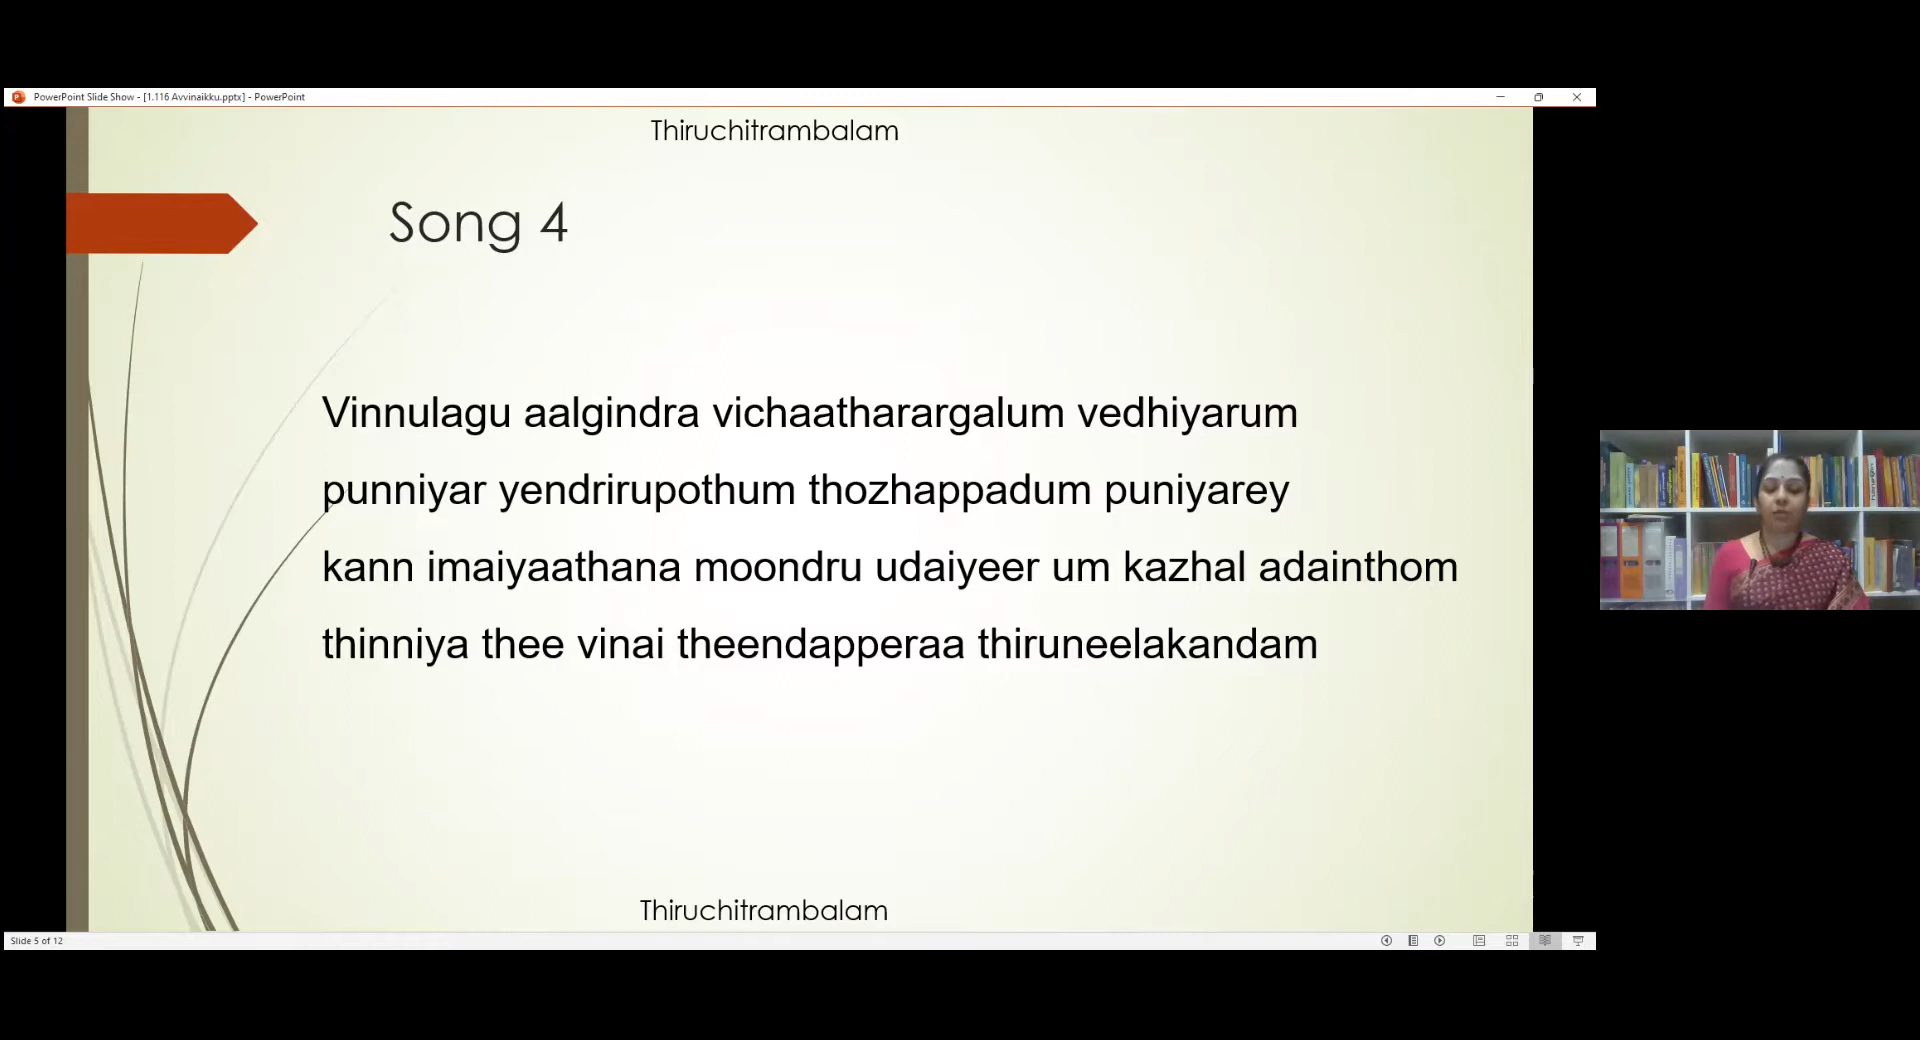 PowerPoint Slide Show - [1.116 Avvinaikku.pptx] - PowerPoint
Thiruchitrambalam
Song 4
Vinnulagu aalgindra vichaatharargalum vedhiyarum
punniyar yendrirupothum thozhappadum puniyarey
kann imaiyaathana moondru udaiyeer um kazhal adainthom
thinniya thee vinai theendapperaa thiruneelakandam
Thiruchitrambalam
Slide 5 of 12